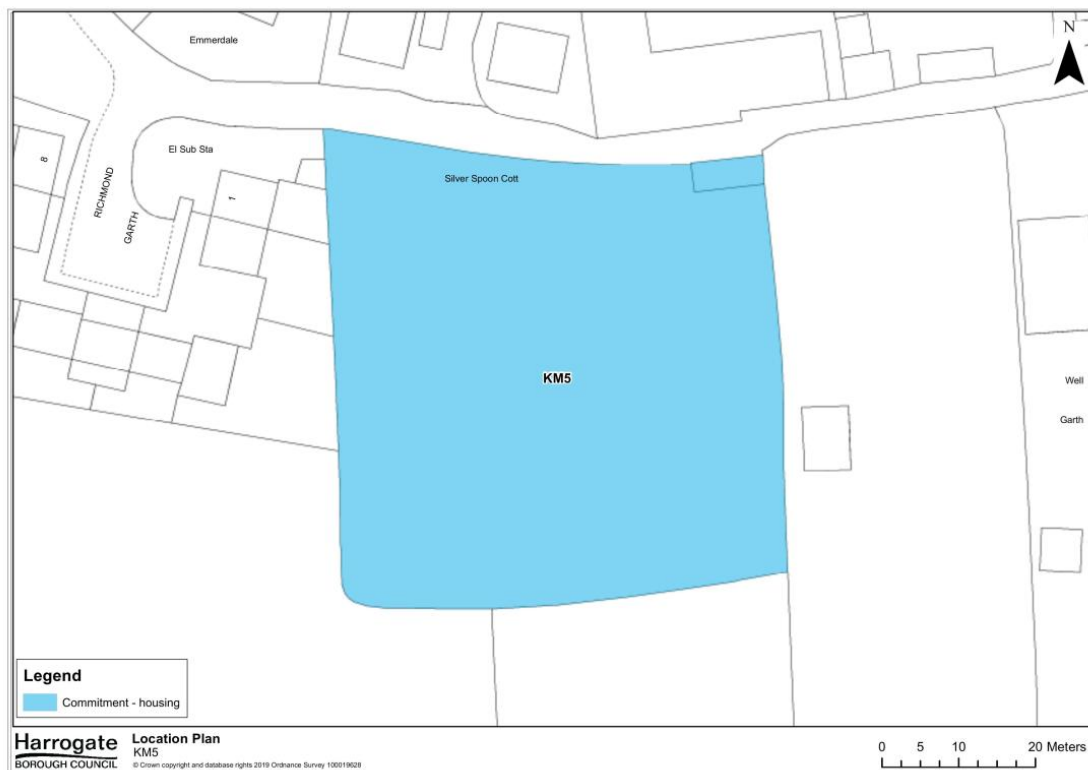 N
Emmerdale
El Sub Sta
8
RICHMOND
GARTH
1
Silver Spoon Cott
KM5
Well
Garth
Legend
Commitment - housing
Harrogate
BOROUGH COUNCIL
Location Plan
KM5
© Crown copyright and database rights 2019 Ordnance Survey 100019628
0 5 10 20 Meters